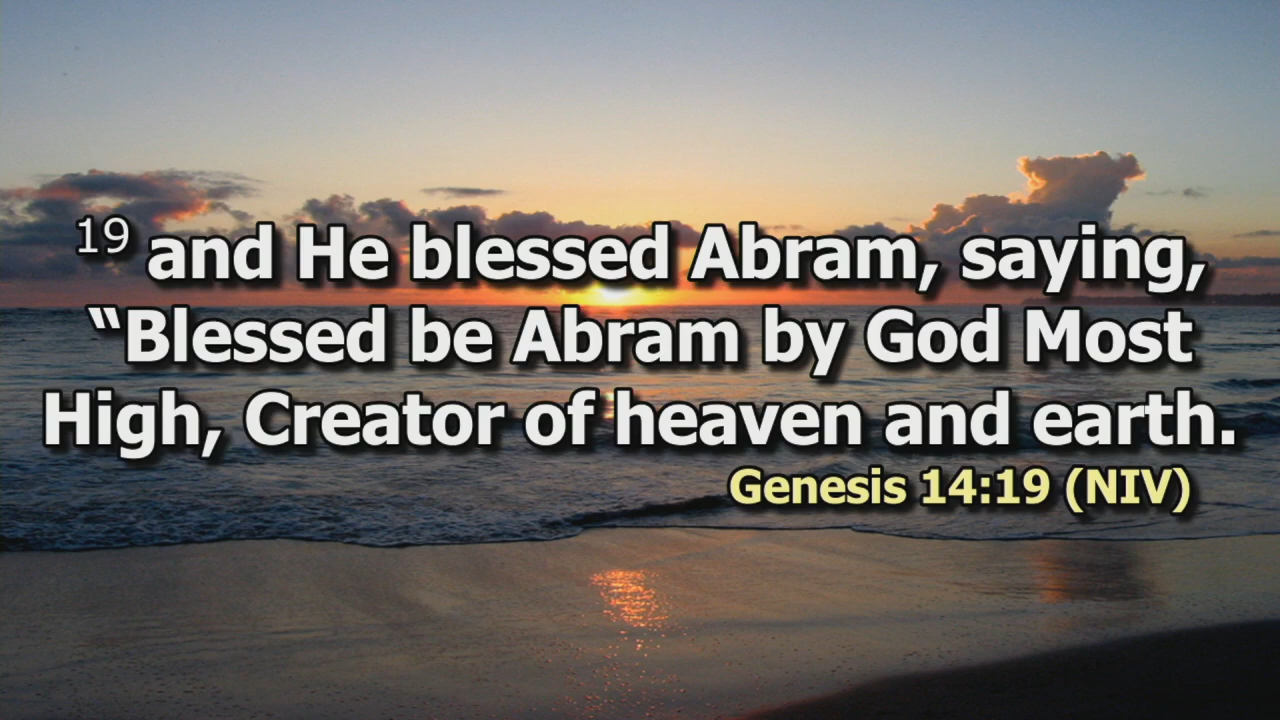 19 and He blessed Abram, saying,
“Blessed be Abram by God Most
High, Creator of heaven and earth.
Genesis 14:19 (NIV)